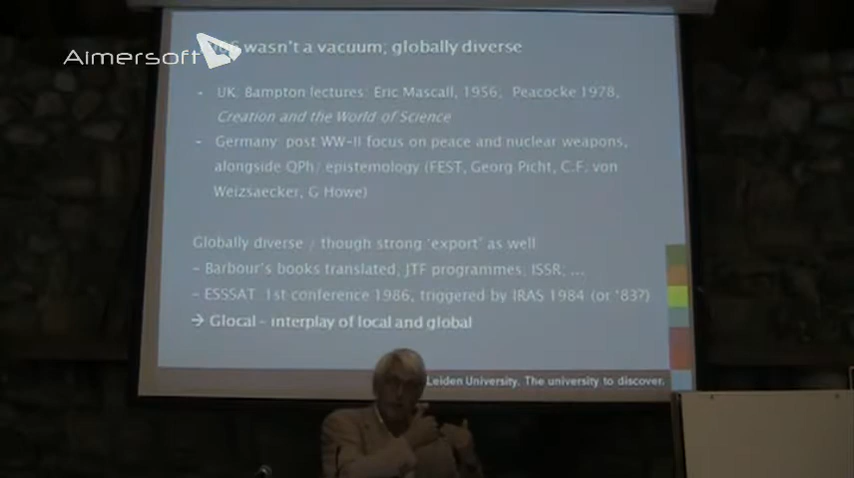 Aimersoft
wasn't a vacuum; globally diverse
- UK: Bampton lectures: Eric Mascall, 1956; Peacocke 1978,
Creation and the World of Science
- Germany: post WW-II focus on peace and nuclear weapons,
alongside QPh/ epistemology (FEST, Georg Picht, C.F. von
Weizsaecker, G Howe)
Globally diverse / though strong 'export' as well
- Barbour's books translated, JTF programmes, ISSR, ...
- ESSSAT: 1st conference 1986, triggered by IRAS 1984 (or '83?)
→ Glocal - interplay of local and global
Leiden University. The university to discover.